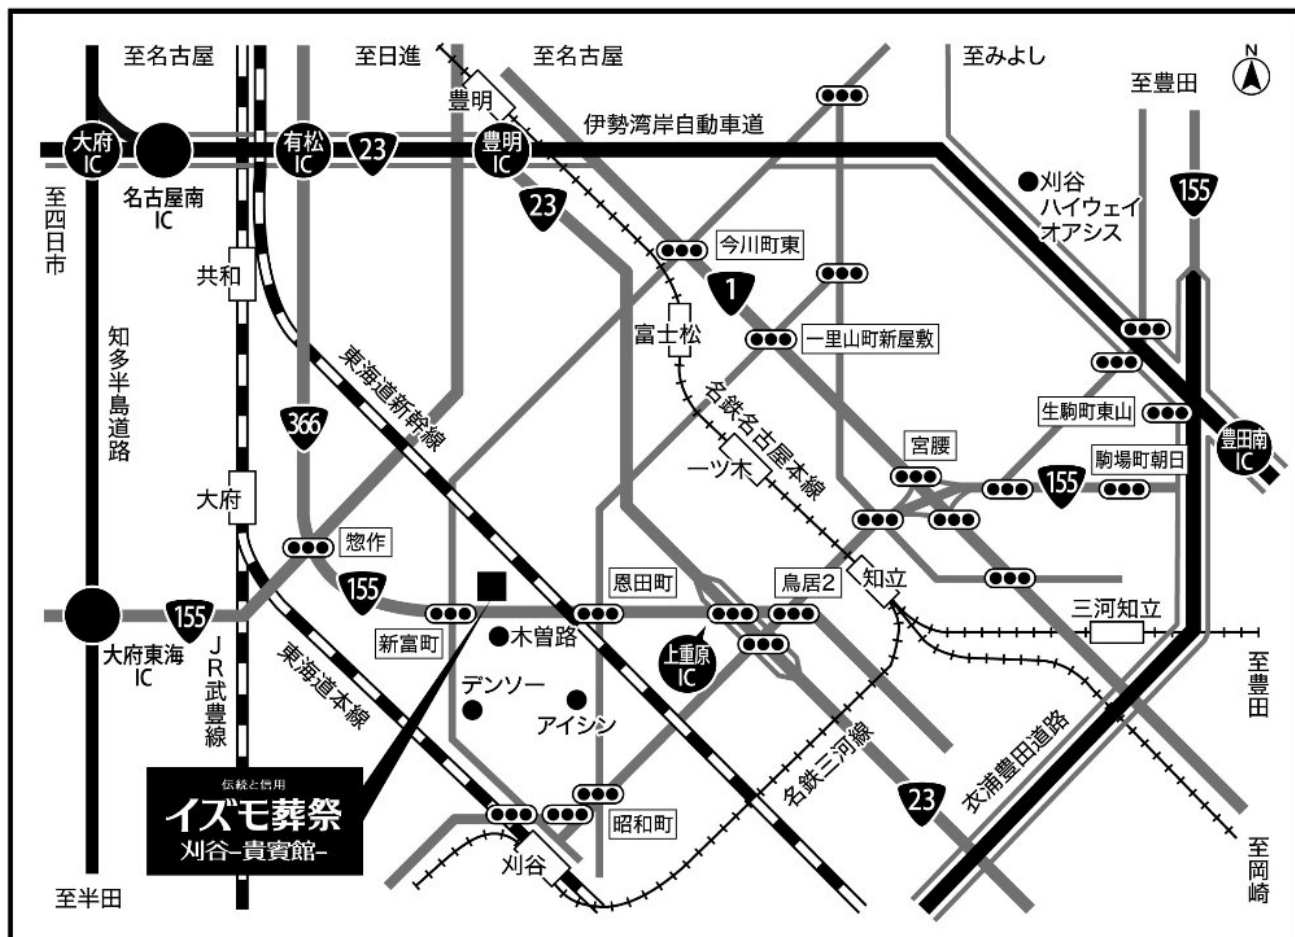 至名古屋
至日進
至名古屋
至みよし
N
至豊田
豊明
伊勢湾岸自動車道
大府
IC
有松
IC
23
豊明
IC
名古屋南
IC
至四日市
23
刈谷
ハイウェイ
オアシス
155
今川町東
共和
1
知多半島道路
富士松
一里山町新屋敷
東海道新幹線
名鉄名古屋本線
366
生駒町東山
豊田南
IC
宮腰
駒場町朝日
一ツ木
155
大府
惣作
155
恩田町
鳥居2
知立
三河知立
155
新富町
木曽路
上重原
IC
大府東海
IC
JR武豊線
東海道本線
デンソー
アイシン
至豊田
名鉄三河線
衣浦豊田道路
伝統と信用
イズモ葬祭
刈谷-貴賓館-
23
昭和町
刈谷
至半田
至岡崎